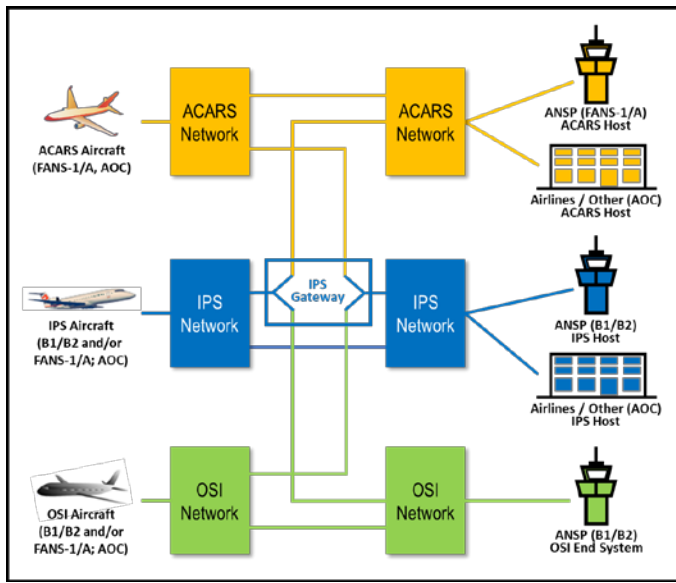 ACARS
Network
ACARS
Network
ANSP (FANS-1/A)
ACARS Host
ACARS Aircraft
(FANS-1/A, AOC)
Airlines / Other (AOC)
ACARS Host
IPS
Gateway
IPS
Network
IPS
Network
IPS Aircraft
(B1/B2 and/or
FANS-1/A; AOC)
ANSP (B1/B2)
IPS Host
Airlines / Other (AOC)
IPS Host
OSI
Network
OSI
Network
OSI Aircraft
(B1/B2 and/or
FANS-1/A; AOC)
ANSP (B1/B2)
OSI End System